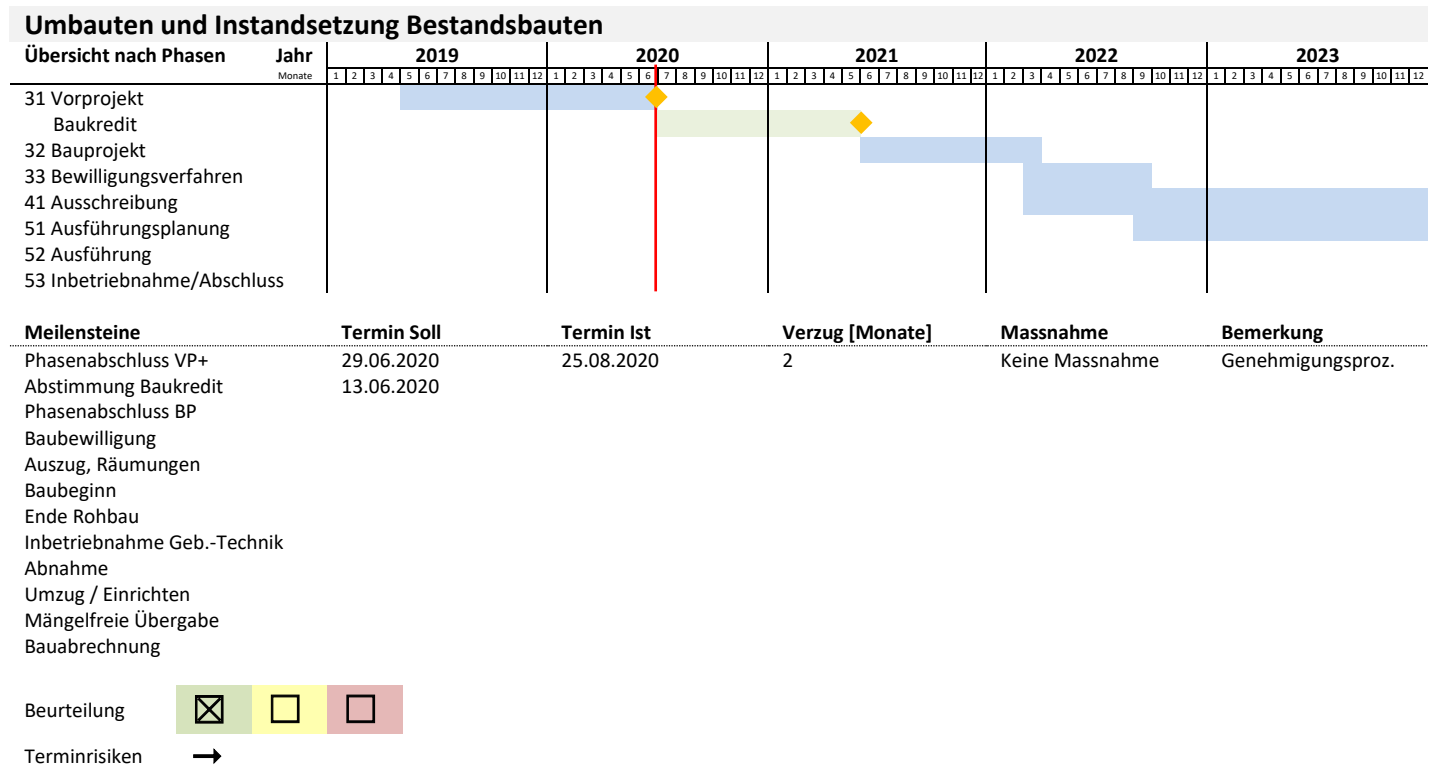 Umbauten und Instandsetzung Bestandsbauten
Übersicht nach Phasen Jahr 2019 2020 2021 2022 2023
Monate 1 2 3 4 5 6 7 8 9 10 11 12 1 2 3 4 5 6 7 8 9 10 11 12 1 2 3 4 5 6 7 8 9 10 11 12 1 2 3 4 5 6 7 8 9 10 11 12 1 2 3 4 5 6 7 8 9 10 11 12
31 Vorprojekt
Baukredit
32 Bauprojekt
33 Bewilligungsverfahren
41 Ausschreibung
51 Ausführungsplanung
52 Ausführung
53 Inbetriebnahme/Abschluss
Meilensteine Termin Soll Termin Ist Verzug [Monate] Massnahme Bemerkung
Phasenabschluss VP+ 29.06.2020 25.08.2020 2 Keine Massnahme Genehmigungsproz.
Abstimmung Baukredit 13.06.2020
Phasenabschluss BP
Baubewilligung
Auszug, Räumungen
Baubeginn
Ende Rohbau
Inbetriebnahme Geb.-Technik
Abnahme
Umzug / Einrichten
Mängelfreie Übergabe
Bauabrechnung
Beurteilung
Terminrisiken